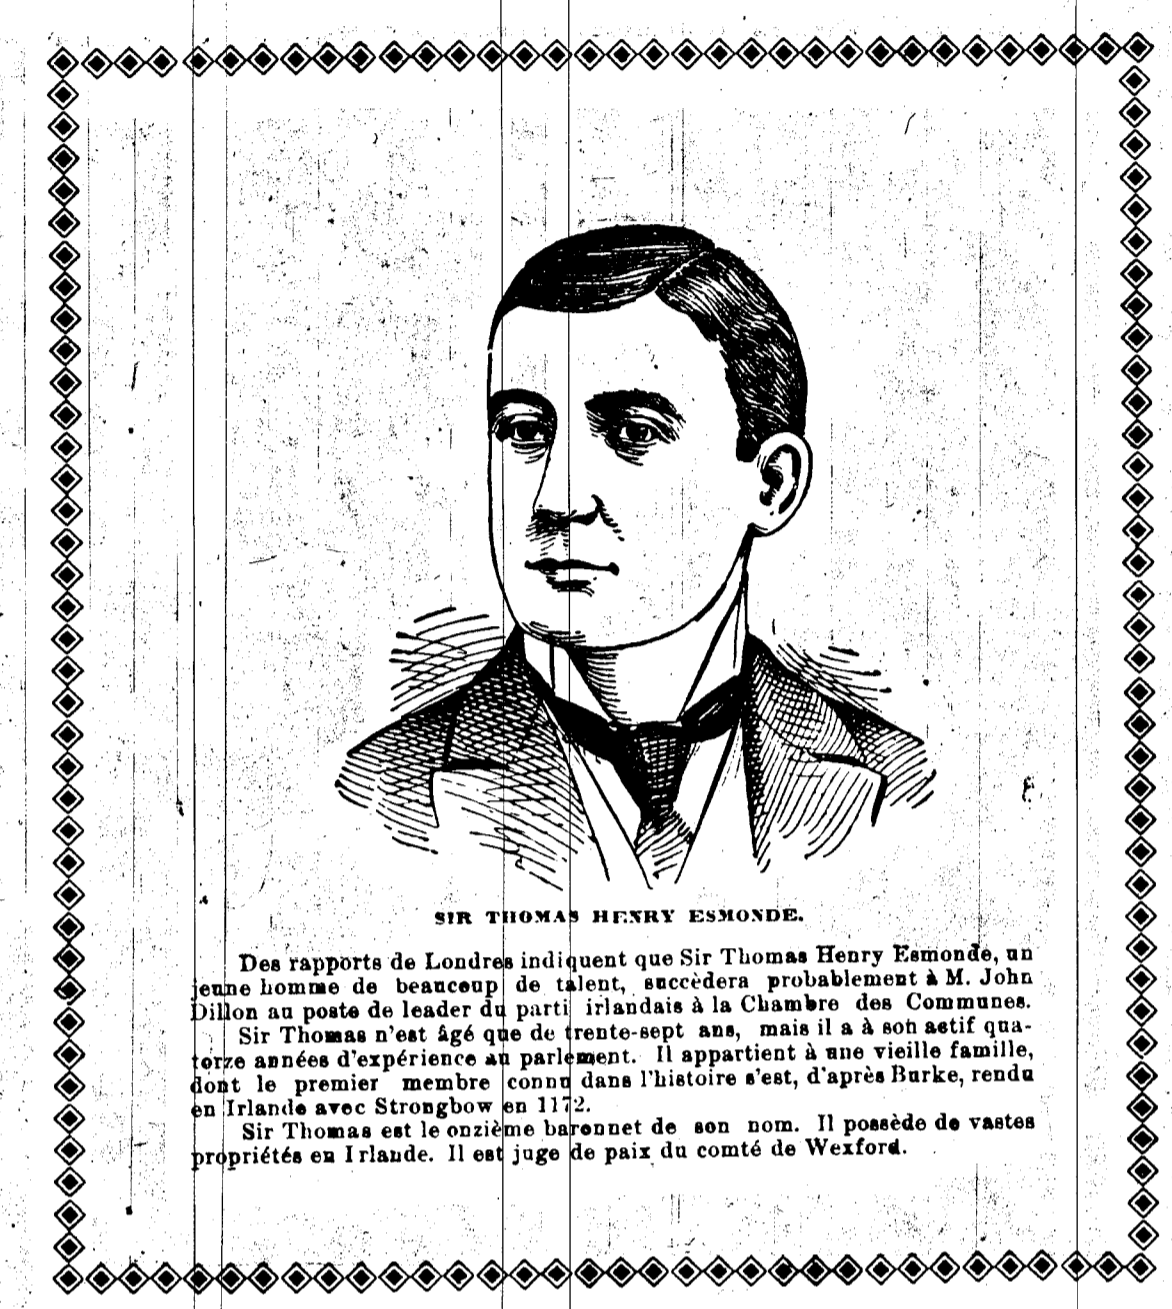 SIR THOMAS HENRY ESMONDE.
Des rapports de Londres indiquent que Sir Thomas Henry Esmonde, un
jeune homme de beaucoup de talent, succèdera probablement à M. John
Dillon au poste de leader du parti irlandais à la Chambre des Communes.
Sir Thomas n'est âgé que de trente-sept ans, mais il a à son actif qua-
torze années d'expérience au parlement. Il appartient à une vieille famille,
dont le premier membre connu dans l'histoire s'est, d'après Burke, rendu
en Irlande avec Strongbow en 1172.
Sir Thomas est le onzième baronnet de son nom. Il possède de vastes
propriétés en Irlande. Il est juge de paix du comté de Wexford.